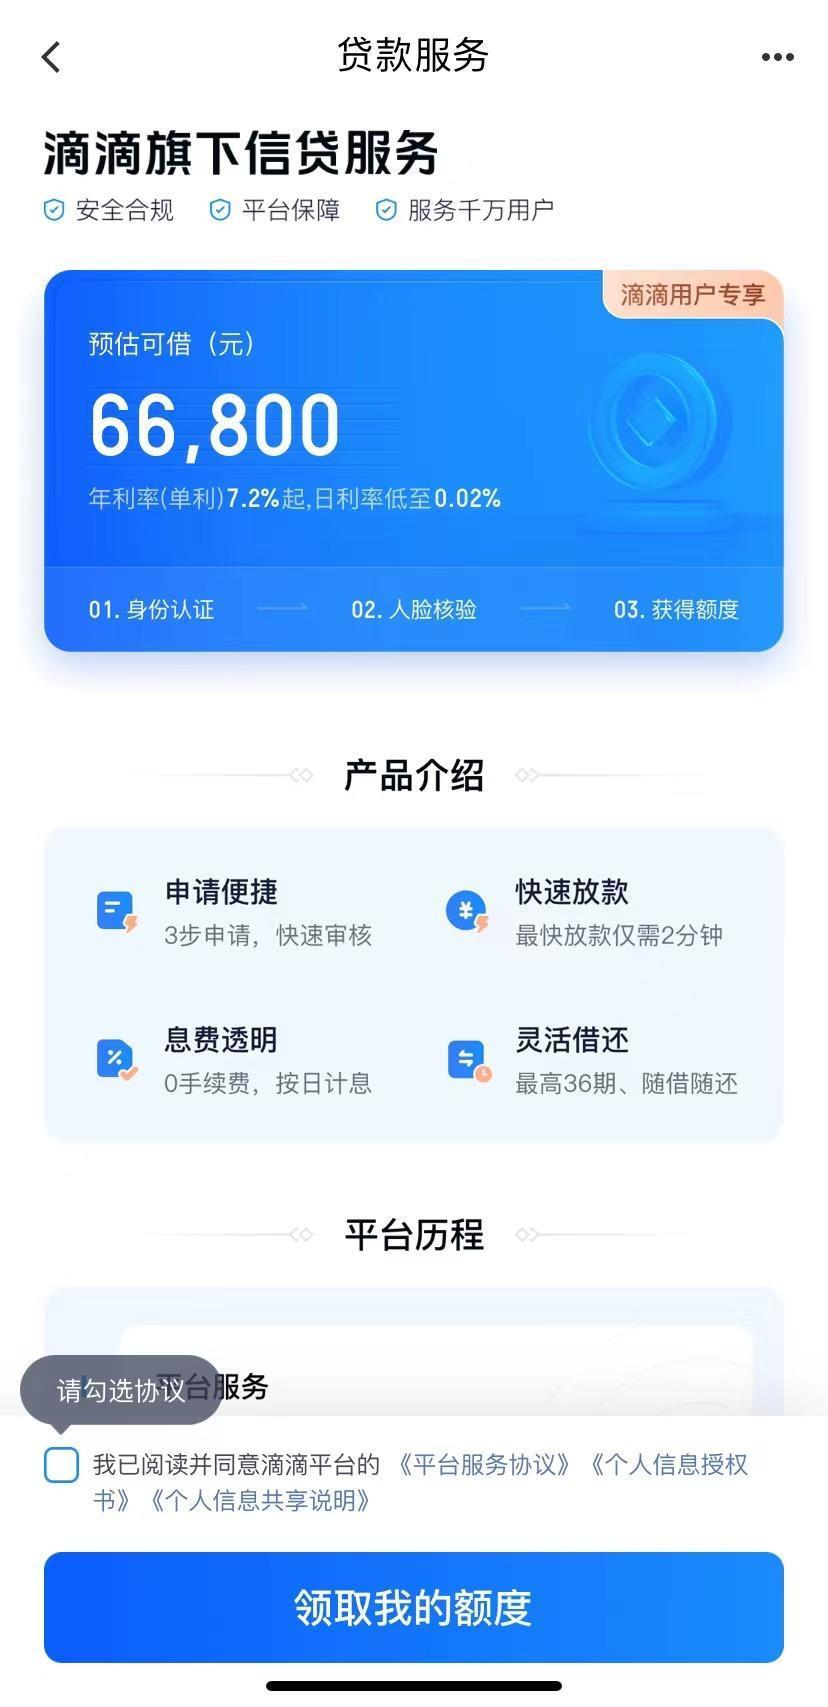 贷款服务
滴滴旗下信贷服务
安全合规 平台保障 服务千万用户
滴滴用户专享
预估可借（元）
66,800
年利率(单利)7.2%起,日利率低至0.02%
01. 身份认证 02. 人脸核验 03. 获得额度
产品介绍
申请便捷 快速放款
3步申请，快速审核 最快放款仅需2分钟
息费透明 灵活借还
0手续费，按日计息 最高36期、随借随还
平台历程
平台服务
请勾选协议
我已阅读并同意滴滴平台的 《平台服务协议》《个人信息授权
书》《个人信息共享说明》
领取我的额度